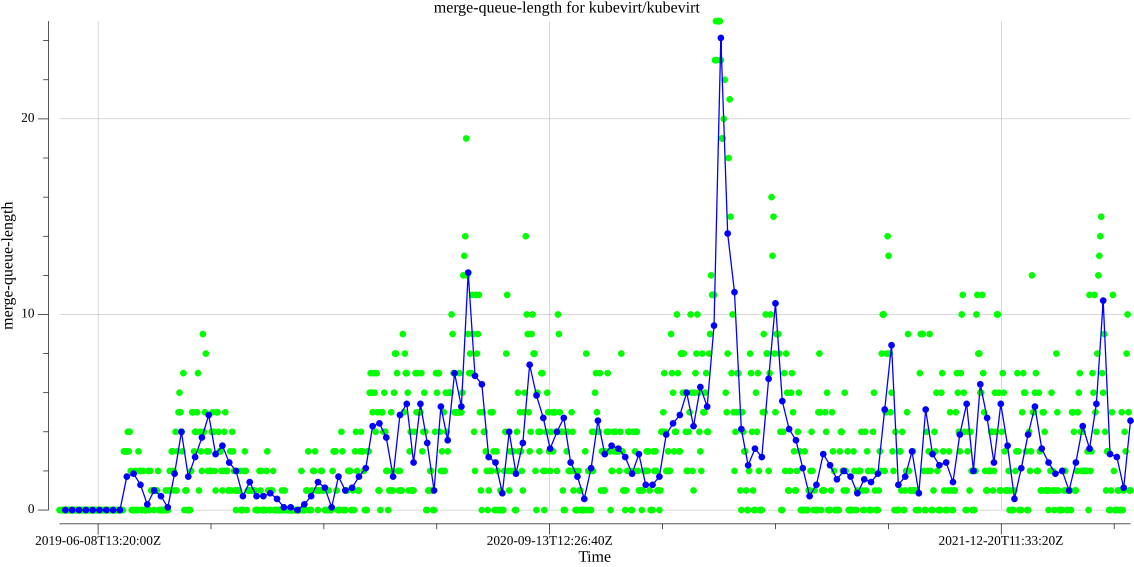 merge-queue-length for kubevirt/kubevirt
merge-queue-length
20
10
0
2019-06-08T13:20:00Z
2020-09-13T12:26:40Z
2021-12-20T11:33:20Z
Time